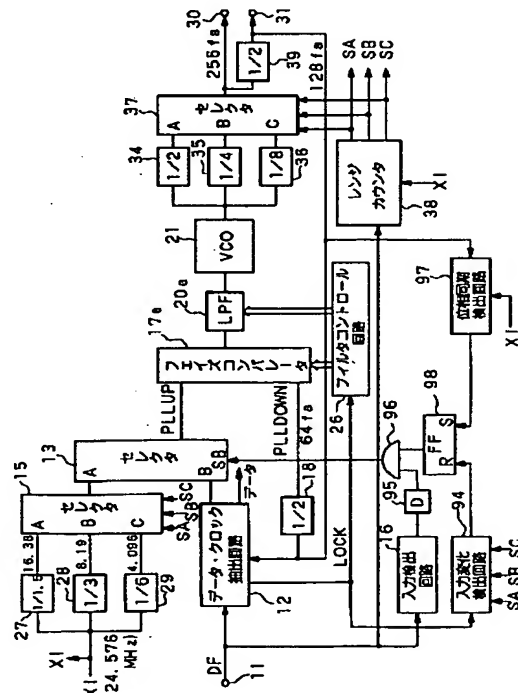 XI
XI
24.576
MHz)
27
1/1.5
28
1/3
29
1/6
16.38
8.19
4.096
15
A
B
C
セレクタ
SA
SB
SC
13
A
B
セレクタ
SB
データ
11
DF
データ・クロック
抽出回路
12
18
1/2
PLLUP
PLLDOWN
64fs
LOCK
17a
フェイズコンパレータ
20a
LPF
21
VCO
26
フィルタコントロール
回路
34
1/2
35
1/4
36
1/8
37
A
B
C
セレクタ
256fs
30
31
1/2
39
128fs
SA
SB
SC
レンジ
カウンタ
38
XI
16
入力検出
回路
95
D
96
94
入力変化
検出回路
SA SB SC
98
FF
R
S
97
位相同期
検出回路
XI